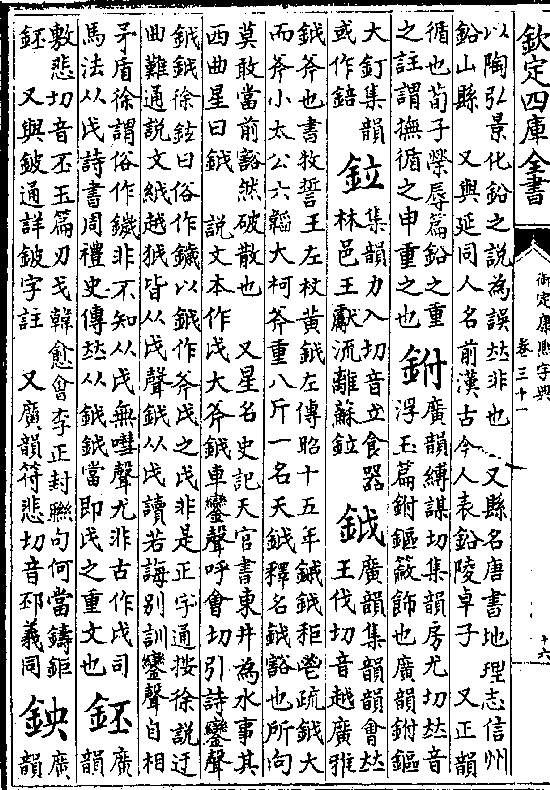 欽定四庫全書
御定康熙字典
卷三十一
十六
以陶弘景化鉛之說為誤𠀤非也 又縣名唐書地理志信州
鉛山縣 又與延同人名前漢古今人表鉛陵卓子 又正韻
循也荀子榮辱篇鉛之重
之註謂撫循之申重之也
鉜
廣韻縛謀切集韻房尤切𠀤音
浮玉篇鉜鏂籢飾也廣韻鉜鏂
大釘集韻
或作錇
鉝
集韻力入切音立食器
林邑王獻流離蘇鉝
鉞
廣韻集韻韻會𠀤
王伐切音越廣雅
鉞斧也書牧誓王左杖黃鉞左傳昭十五年鏚鉞秬鬯疏鉞大
而斧小太公六韜大柯斧重八斤一名天鉞釋名鉞豁也所向
莫敢當前豁然破散也 又星名史記天官書東井為水事其
西曲星曰鉞 說文本作戉大斧鉞車鑾聲呼會切引詩鑾聲
鉞鉞徐鉉曰俗作鐬以鉞作斧戉之戉非是正字通按徐說迂
曲難通說文絾越狘皆从戉聲鉞从戉讀若誨別訓鑾聲自相
矛盾徐謂俗作鐬非不知从戉無噦聲尤非古作戉司
馬法从戉詩書周禮史傳𠀤从鉞鉞當即戉之重文也
鉟
廣
韻
敷悲切音丕玉篇刃戈韓愈會李正封聯句何當鑄鉅
鉟 又與鈹通詳鈹字註 又廣韻符悲切音邳義同
鉠
廣
韻